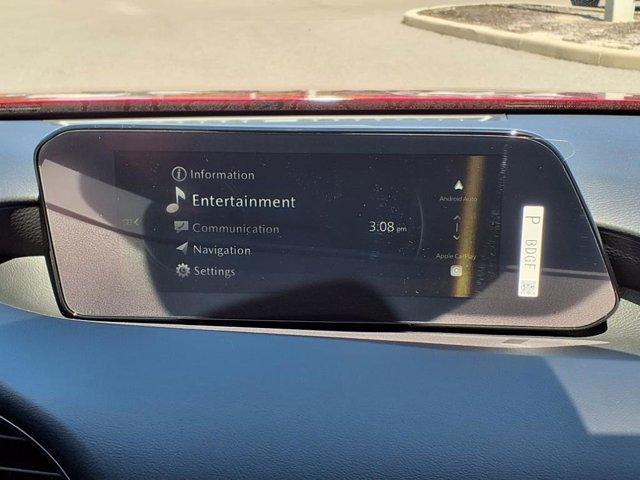 Information
Entertainment
Communication
Navigation
Settings
3:08 pm
Android Auto
Apple CarPlay
P BDGF